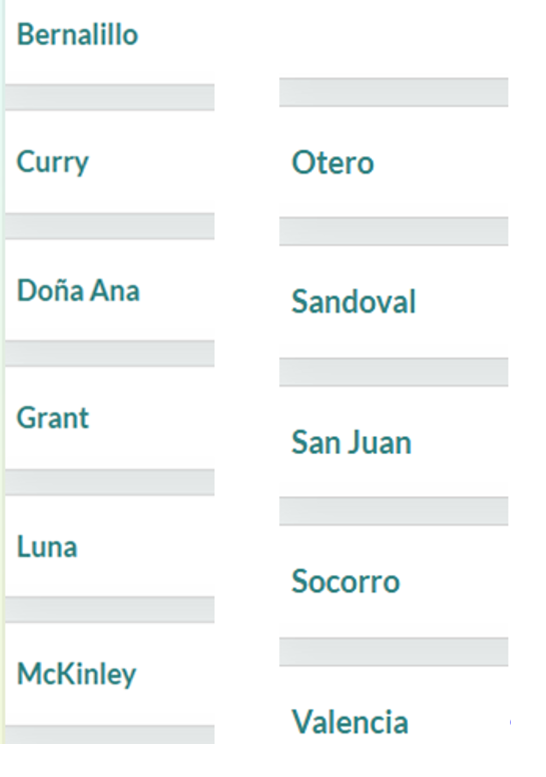 Bernalillo
Curry
Doña Ana
Grant
Luna
McKinley
Otero
Sandoval
San Juan
Socorro
Valencia